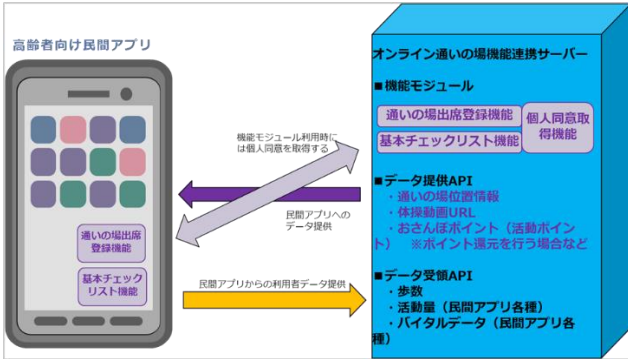 高齢者向け民間アプリ
通いの場出席
登録機能
基本チェック
リスト機能
機能モジュール利用時に
は個人同意を取得する
民間アプリへの
データ提供
民間アプリからの利用者データ提供
オンライン通いの場機能連携サーバー
■機能モジュール
通いの場出席登録機能
基本チェックリスト機能
個人同意取
得機能
■データ提供API
・通いの場位置情報
・体操動画URL
・おさんぽポイント（活動ポイン
ト） ※ポイント還元を行う場合など
■データ受領API
・歩数
・活動量（民間アプリ各種）
・バイタルデータ（民間アプリ各
種）